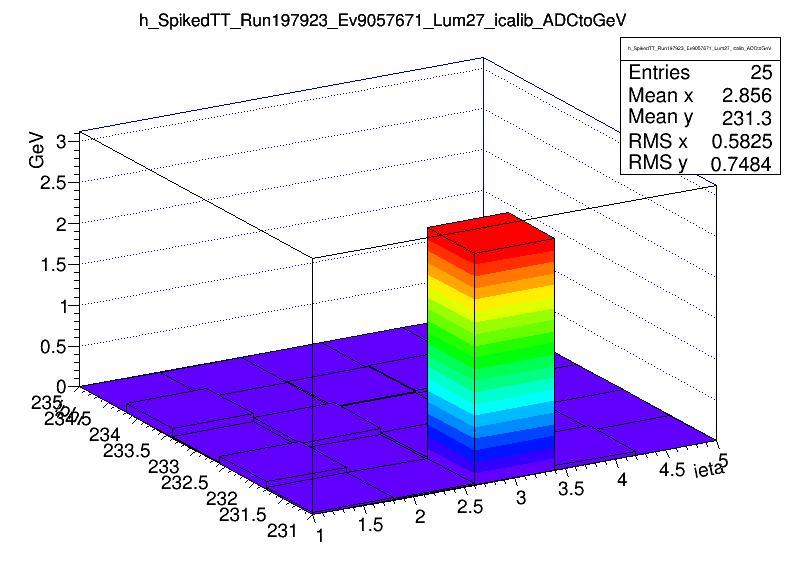 h_SpikedTT_Run197923_Ev9057671_Lum27_icalib_ADCtoGeV
h_SpikedTT_Run197923_Ev9057671_Lum27_icalib_ADCtoGeV
Entries 25
Mean x 2.856
Mean y 231.3
RMS x 0.5825
RMS y 0.7484
GeV
3
2.5
2
1.5
1
0.5
0
235
234.5
234
233.5
233
232.5
232
231.5
231
1
1.5
2
2.5
3
3.5
4
4.5
5
ieta